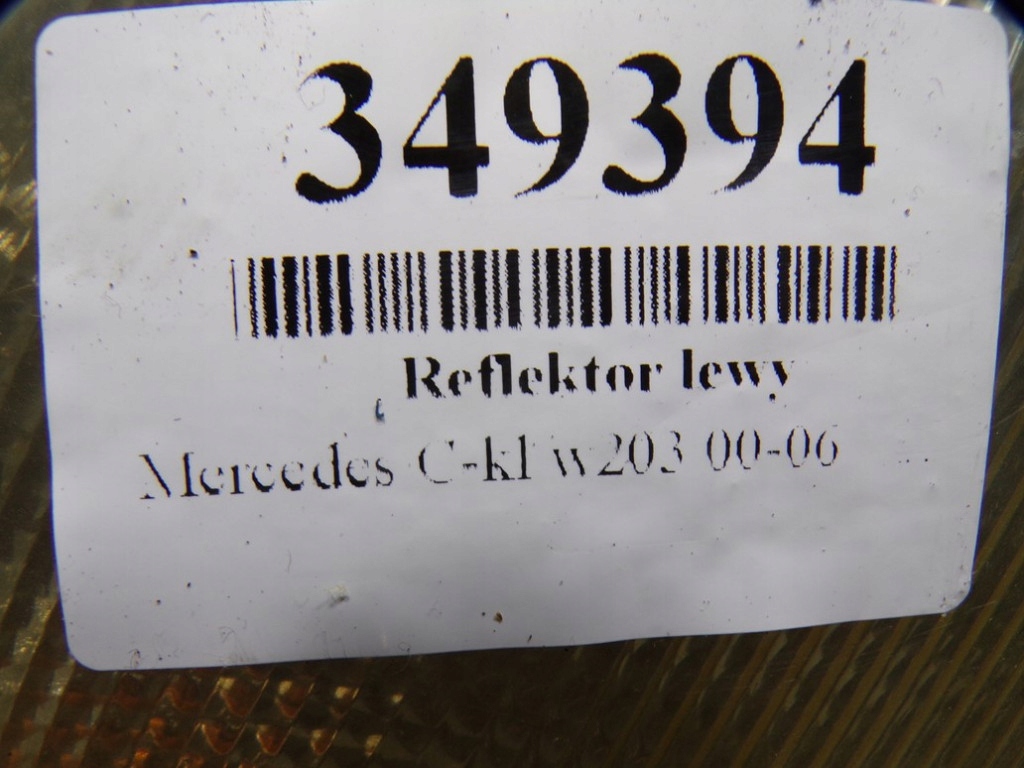 349394
Reflektor lewy
Mercedes C-kl w203 00-06